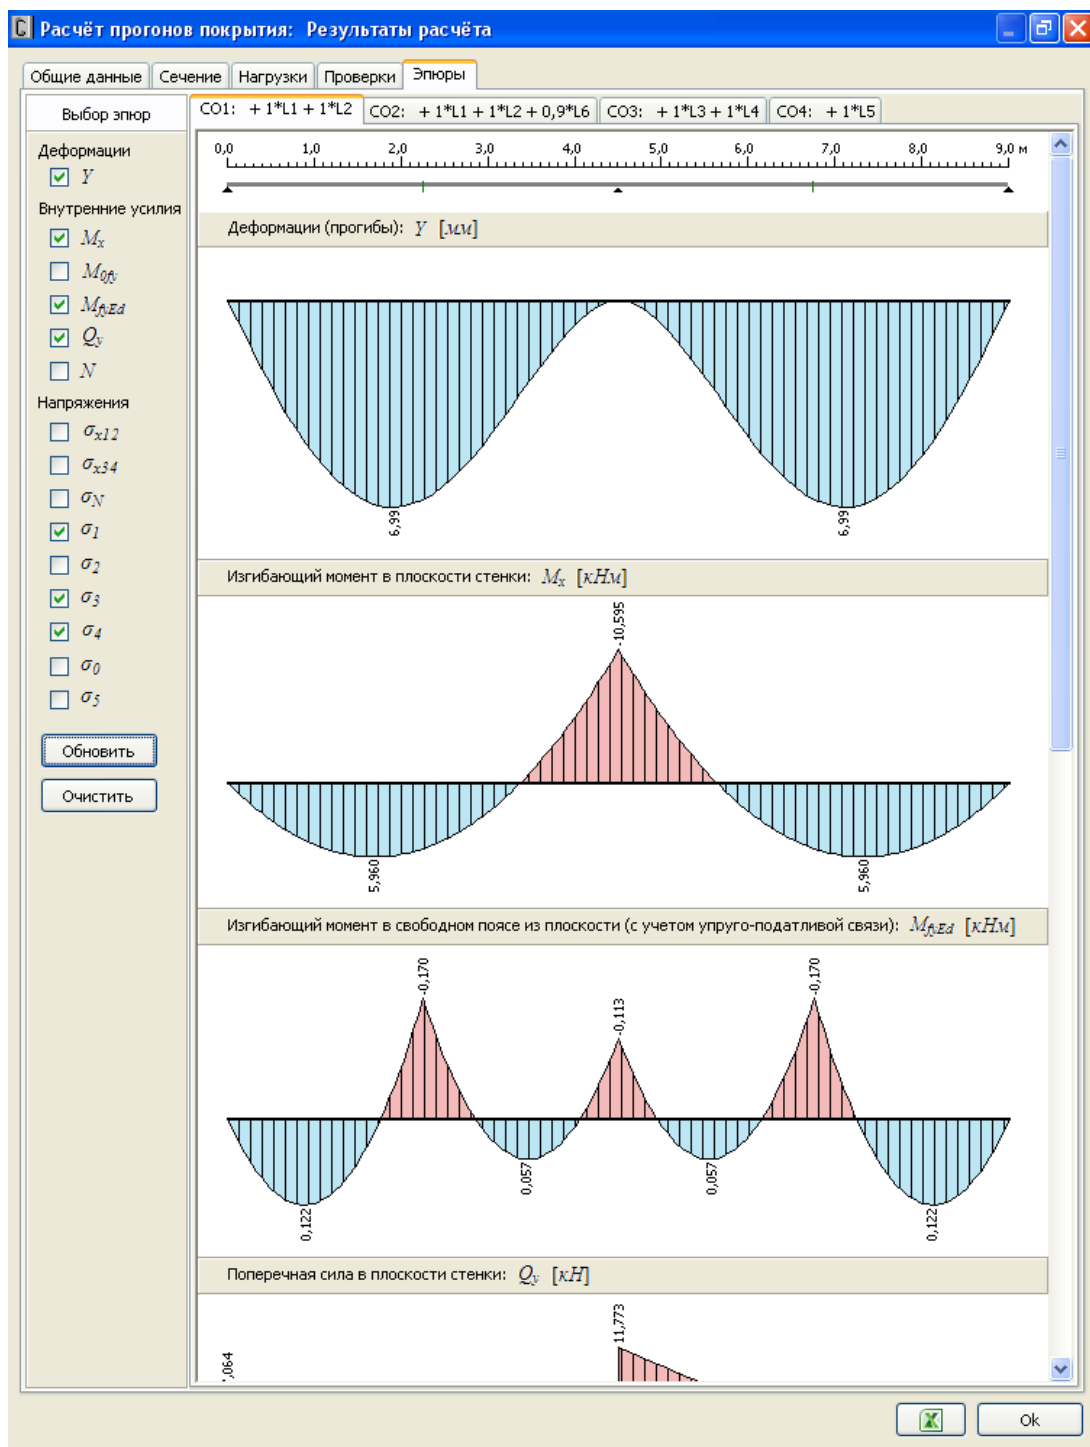 Расчёт прогонов покрытия: Результаты расчёта
Общие данные Сечение Нагрузки Проверки Эпюры
Выбор эпюр
CO1: + 1*L1 + 1*L2 CO2: + 1*L1 + 1*L2 + 0,9*L6 CO3: + 1*L3 + 1*L4 CO4: + 1*L5
Деформации
Y
Внутренние усилия
Mx
M0fy
MfyEd
Qy
N
Напряжения
σx12
σx34
σN
σ1
σ2
σ3
σ4
σ0
σ5
Обновить
Очистить
0,0 1,0 2,0 3,0 4,0 5,0 6,0 7,0 8,0 9,0 м
Деформации (прогибы): Y [мм]
6,99 6,99
Изгибающий момент в плоскости стенки: Mx [кНм]
-10,595
5,960 5,960
Изгибающий момент в свободном поясе из плоскости (с учетом упруго-податливой связи): MfyEd [кНм]
-0,170 -0,113 -0,170
0,122 0,057 0,057 0,122
Поперечная сила в плоскости стенки: Qy [кН]
11,773
,064
Ok